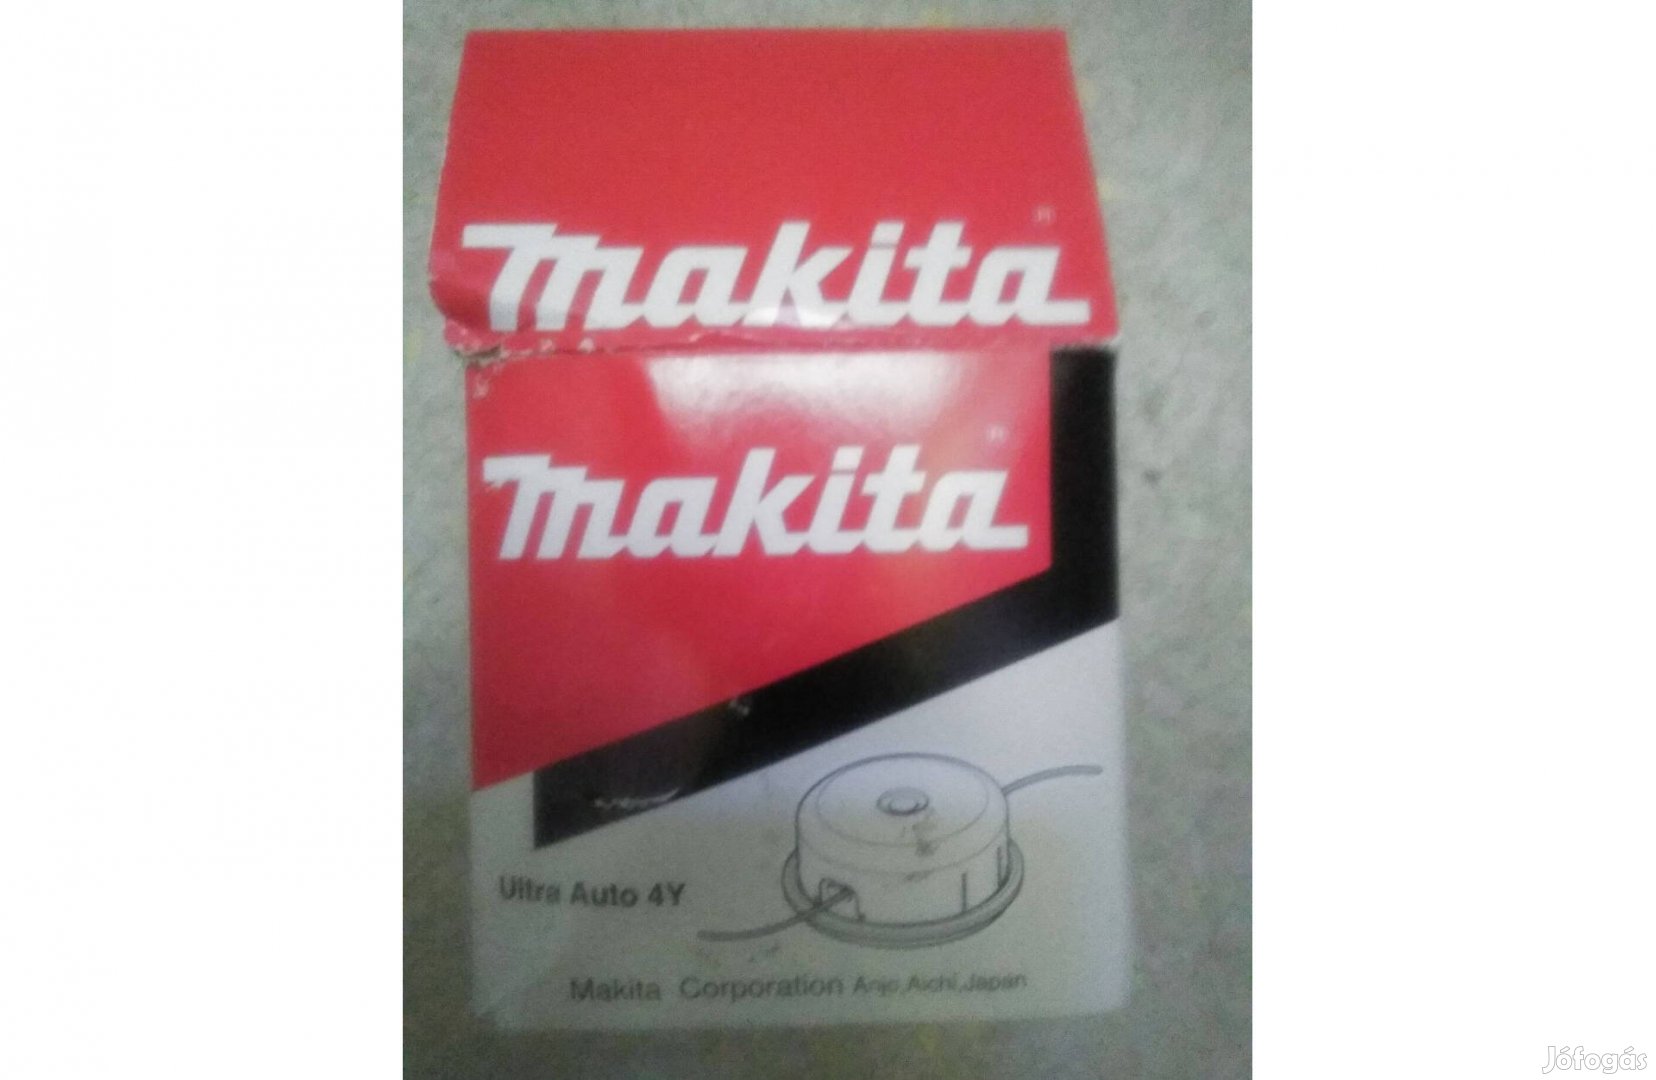 makita
makita
Ultra Auto 4Y
Makita Corporation Anjo,Aichi,Japan
Jófogás